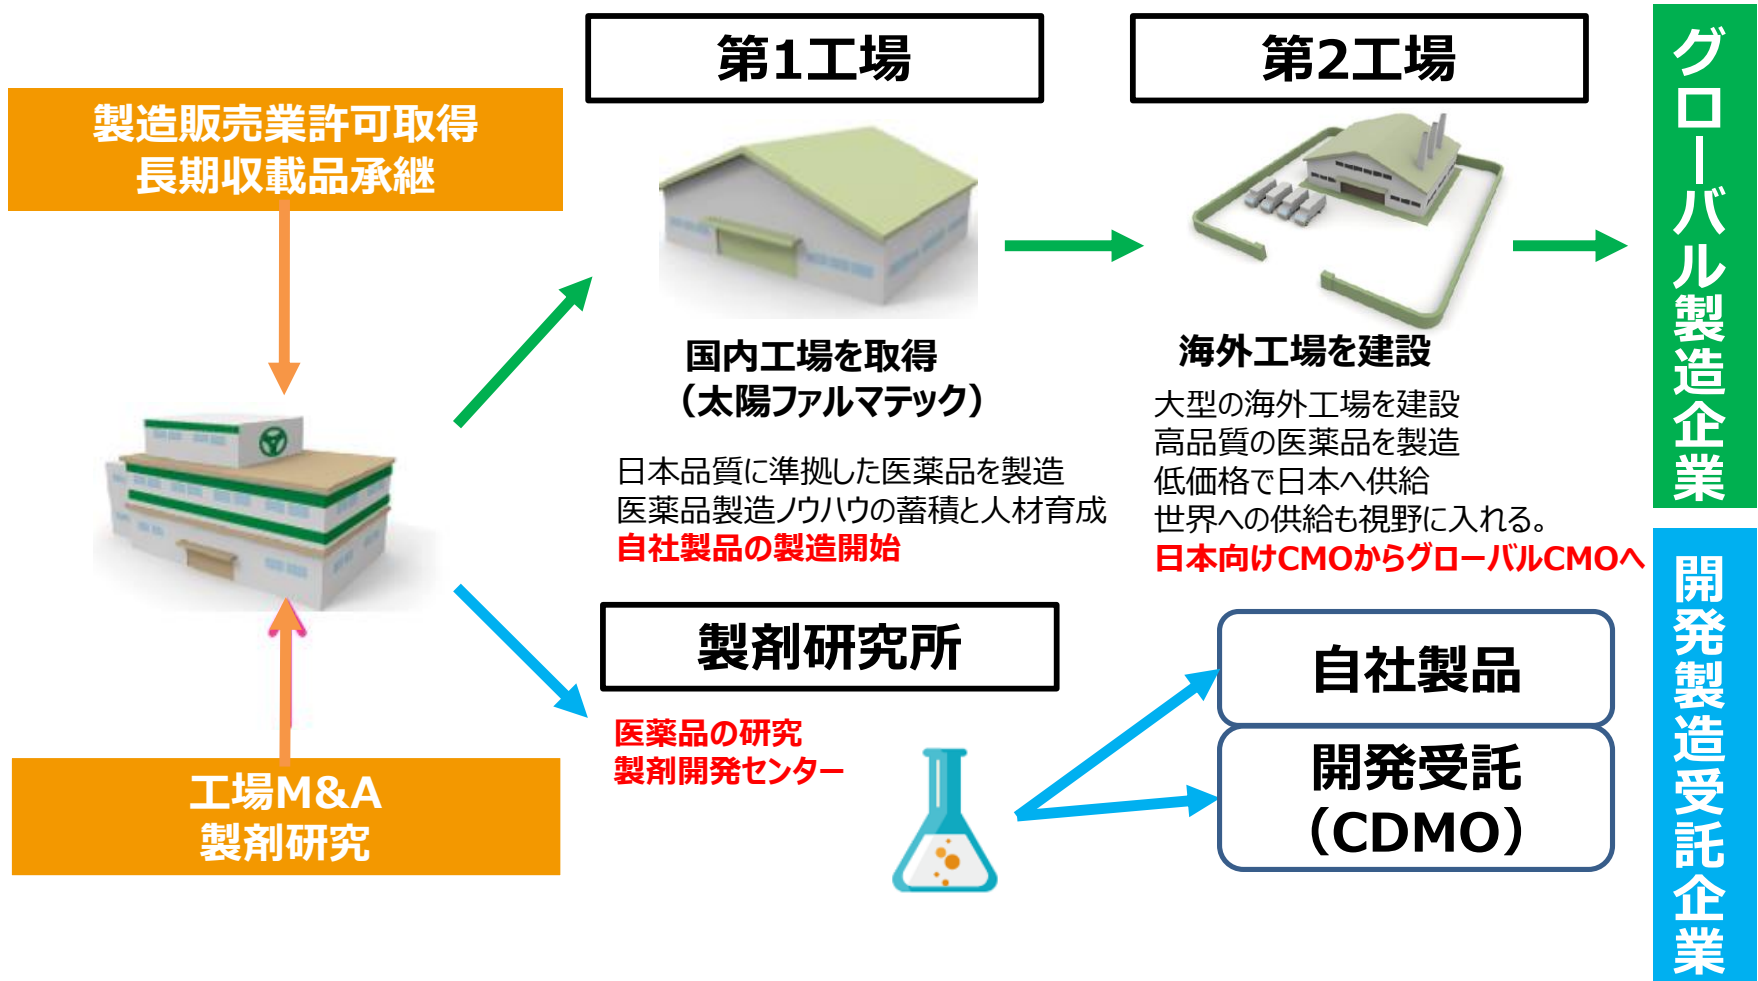 製造販売業許可取得
長期収載品承継
工場M&A
製剤研究
第1工場
国内工場を取得
（太陽ファルマテック）
日本品質に準拠した医薬品を製造
医薬品製造ノウハウの蓄積と人材育成
自社製品の製造開始
第2工場
海外工場を建設
大型の海外工場を建設
高品質の医薬品を製造
低価格で日本へ供給
世界への供給も視野に入れる。
日本向けCMOからグローバルCMOへ
グローバル製造企業
製剤研究所
医薬品の研究
製剤開発センター
自社製品
開発受託
（CDMO）
開発製造受託企業